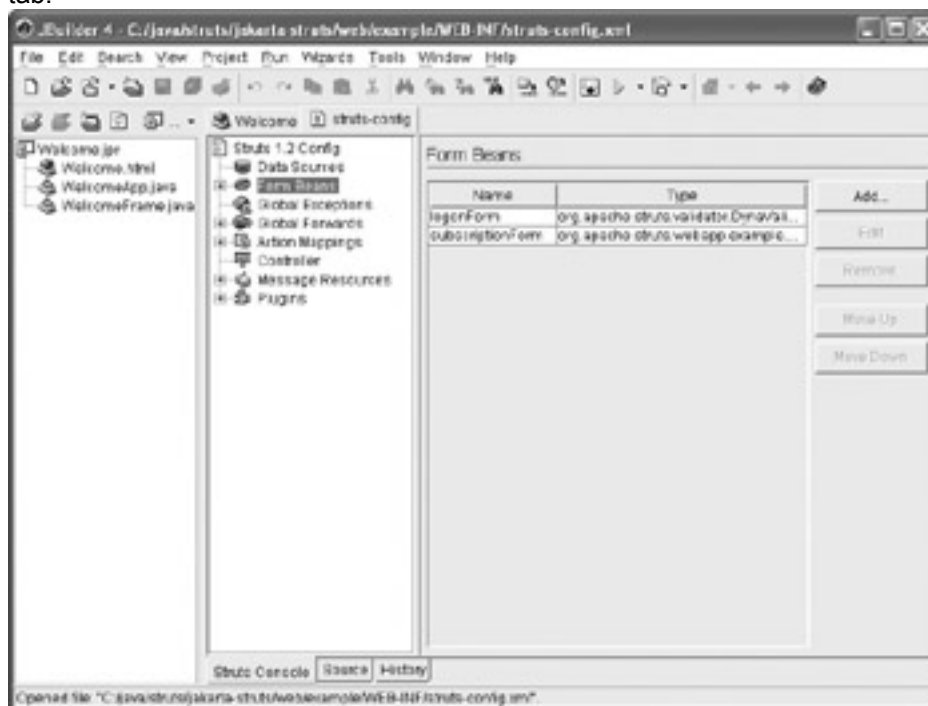 tab.
JBuilder 4 - C:/java/struts/jakarta-struts/web/example/WEB-INF/struts-config.xml
File Edit Search View Project Run Wizards Tools Window Help
Welcome struts-config
Welcome.jpr
Welcome.html
WelcomeApp.java
WelcomeFrame.java
Struts 1.2 Config
Data Sources
Form Beans
Global Exceptions
Global Forwards
Action Mappings
Controller
Message Resources
Plugins
Form Beans
Name Type
logonForm org.apache.struts.validator.DynaVali...
subscriptionForm org.apache.struts.webapp.example....
Add...
Edit
Remove
Move Up
Move Down
Struts Console Source History
Opened file "C:\java\struts\jakarta-struts\web\example\WEB-INF\struts-config.xml".